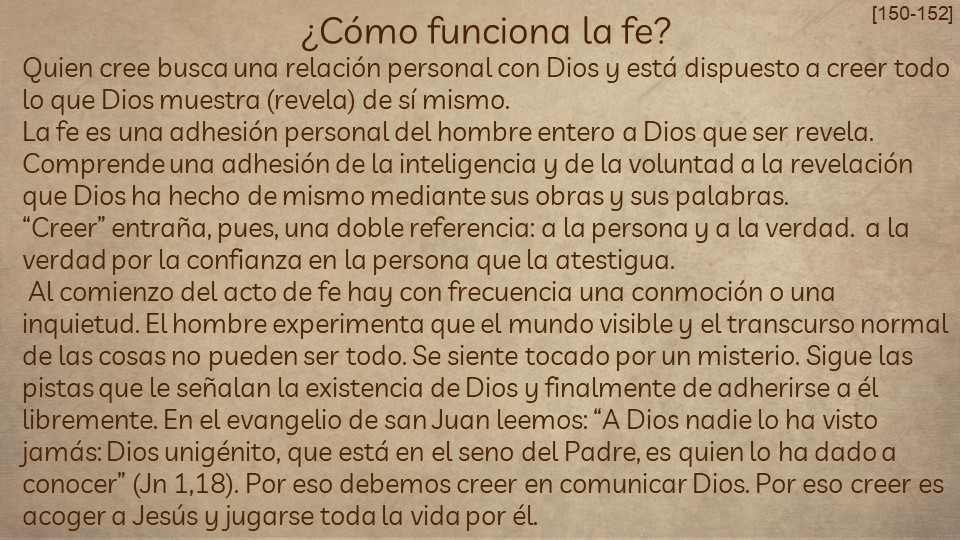 [150-152]
¿Cómo funciona la fe?
Quien cree busca una relación personal con Dios y está dispuesto a creer todo
lo que Dios muestra (revela) de sí mismo.
La fe es una adhesión personal del hombre entero a Dios que ser revela.
Comprende una adhesión de la inteligencia y de la voluntad a la revelación
que Dios ha hecho de mismo mediante sus obras y sus palabras.
“Creer” entraña, pues, una doble referencia: a la persona y a la verdad. a la
verdad por la confianza en la persona que la atestigua.
Al comienzo del acto de fe hay con frecuencia una conmoción o una
inquietud. El hombre experimenta que el mundo visible y el transcurso normal
de las cosas no pueden ser todo. Se siente tocado por un misterio. Sigue las
pistas que le señalan la existencia de Dios y finalmente de adherirse a él
libremente. En el evangelio de san Juan leemos: “A Dios nadie lo ha visto
jamás: Dios unigénito, que está en el seno del Padre, es quien lo ha dado a
conocer” (Jn 1,18). Por eso debemos creer en comunicar Dios. Por eso creer es
acoger a Jesús y jugarse toda la vida por él.